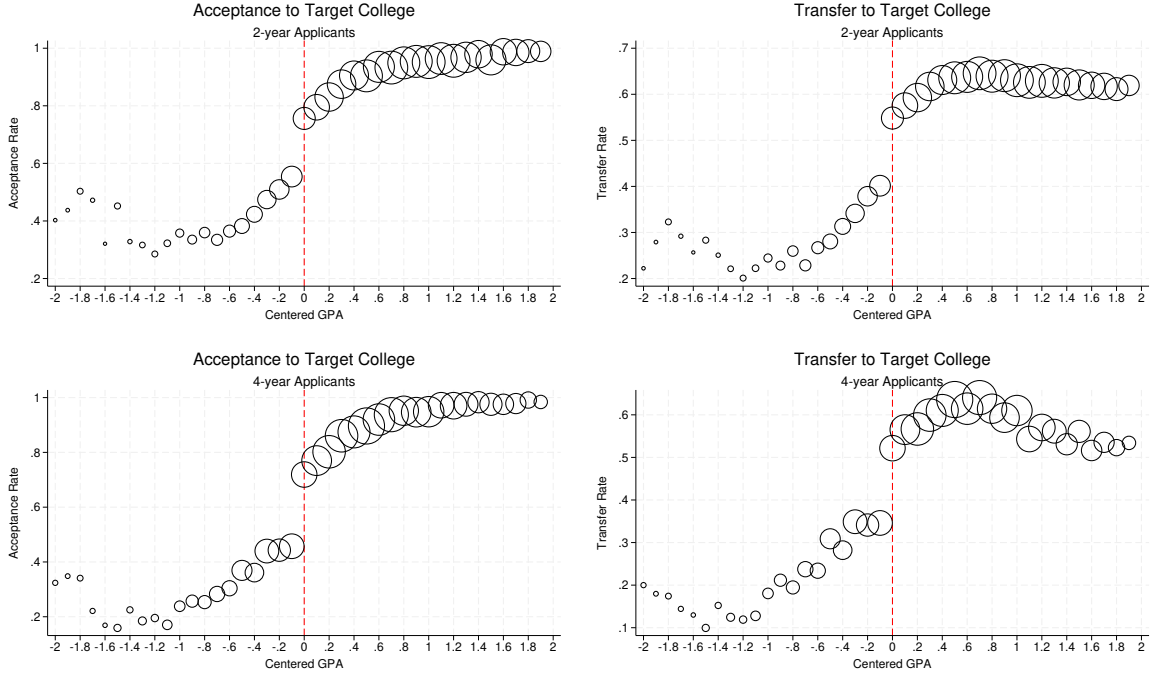 Acceptance to Target College
2-year Applicants
1
.8
.6
.4
.2
Acceptance Rate
-2 -1.8 -1.6 -1.4 -1.2 -1 -.8 -.6 -.4 -.2 0 .2 .4 .6 .8 1 1.2 1.4 1.6 1.8 2
Centered GPA
Transfer to Target College
2-year Applicants
.7
.6
.5
.4
.3
.2
Transfer Rate
-2 -1.8 -1.6 -1.4 -1.2 -1 -.8 -.6 -.4 -.2 0 .2 .4 .6 .8 1 1.2 1.4 1.6 1.8 2
Centered GPA
Acceptance to Target College
4-year Applicants
1
.8
.6
.4
.2
Acceptance Rate
-2 -1.8 -1.6 -1.4 -1.2 -1 -.8 -.6 -.4 -.2 0 .2 .4 .6 .8 1 1.2 1.4 1.6 1.8 2
Centered GPA
Transfer to Target College
4-year Applicants
.6
.5
.4
.3
.2
.1
Transfer Rate
-2 -1.8 -1.6 -1.4 -1.2 -1 -.8 -.6 -.4 -.2 0 .2 .4 .6 .8 1 1.2 1.4 1.6 1.8 2
Centered GPA